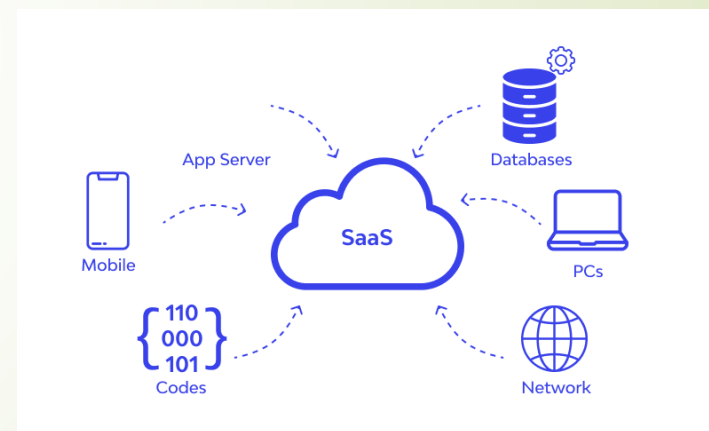 App Server
Databases
SaaS
Mobile
PCs
110
000
101
Codes
Network